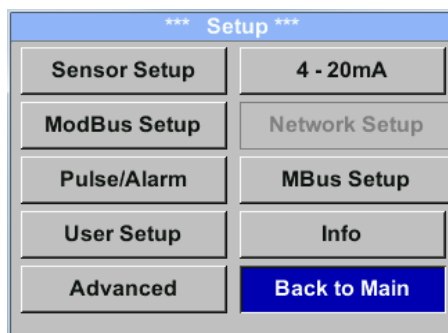 *** Setup ***
Sensor Setup
4 - 20mA
ModBus Setup
Network Setup
Pulse/Alarm
MBus Setup
User Setup
Info
Advanced
Back to Main